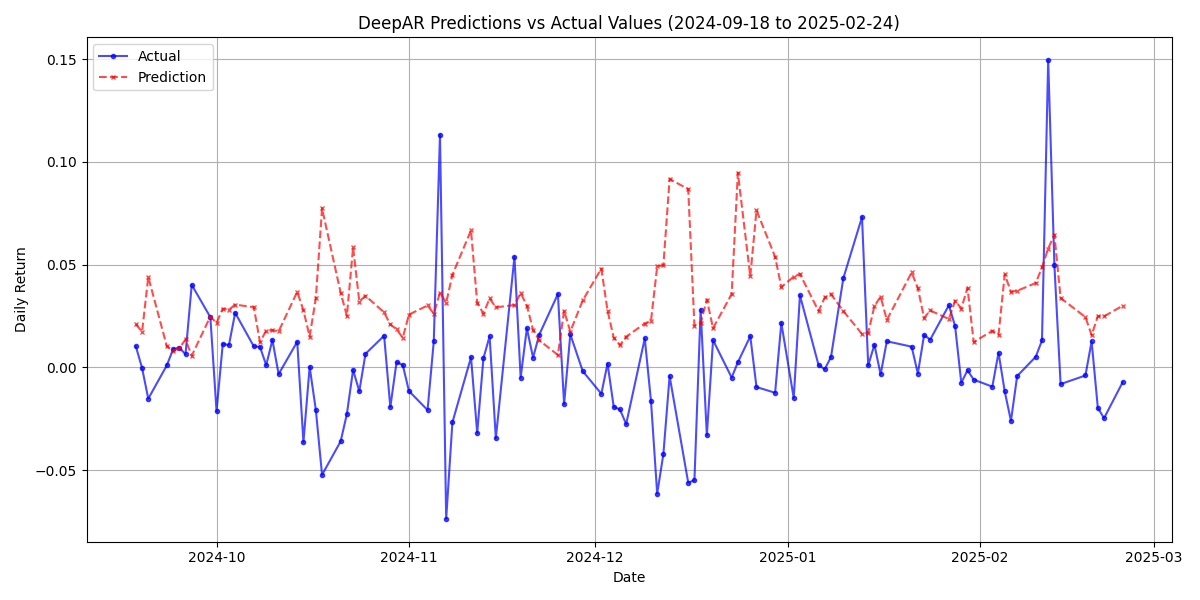 DeepAR Predictions vs Actual Values (2024-09-18 to 2025-02-24)
Actual
Prediction
0.15
0.10
0.05
0.00
−0.05
Daily Return
2024-10
2024-11
2024-12
2025-01
2025-02
2025-03
Date